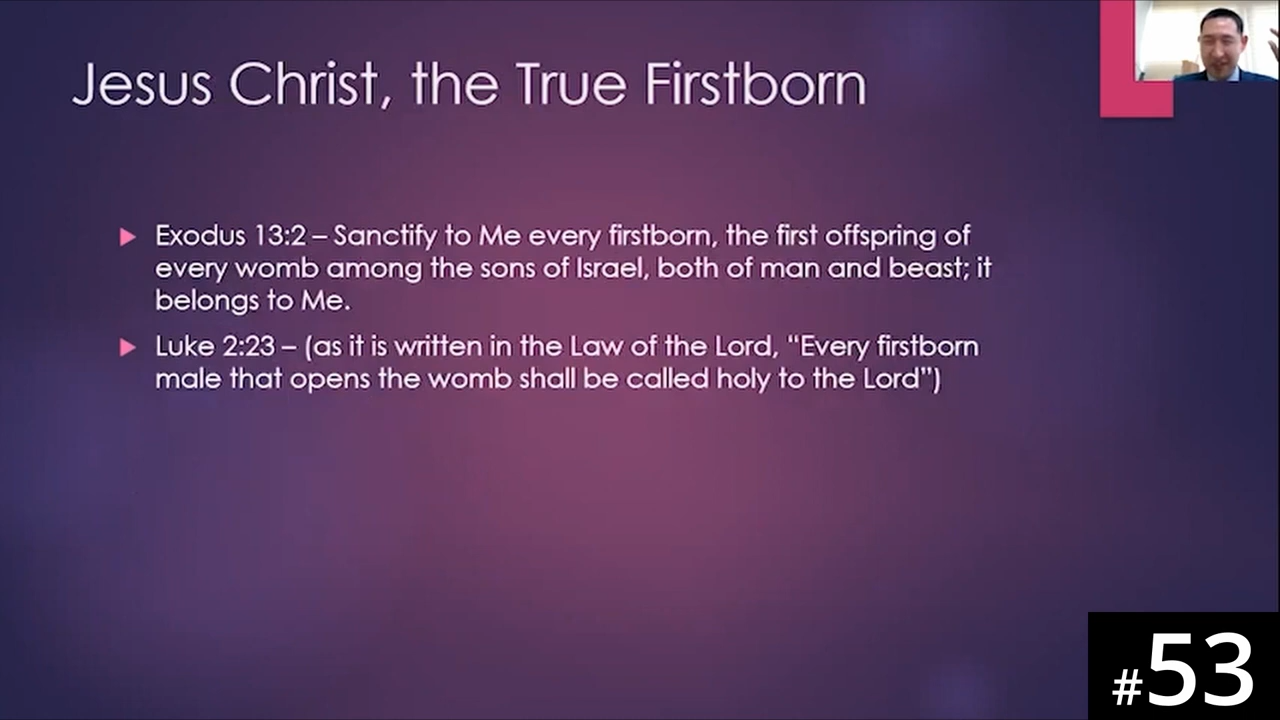 Jesus Christ, the True Firstborn
Exodus 13:2 – Sanctify to Me every firstborn, the first offspring of
every womb among the sons of Israel, both of man and beast; it
belongs to Me.
Luke 2:23 – (as it is written in the Law of the Lord, “Every firstborn
male that opens the womb shall be called holy to the Lord”)
#53